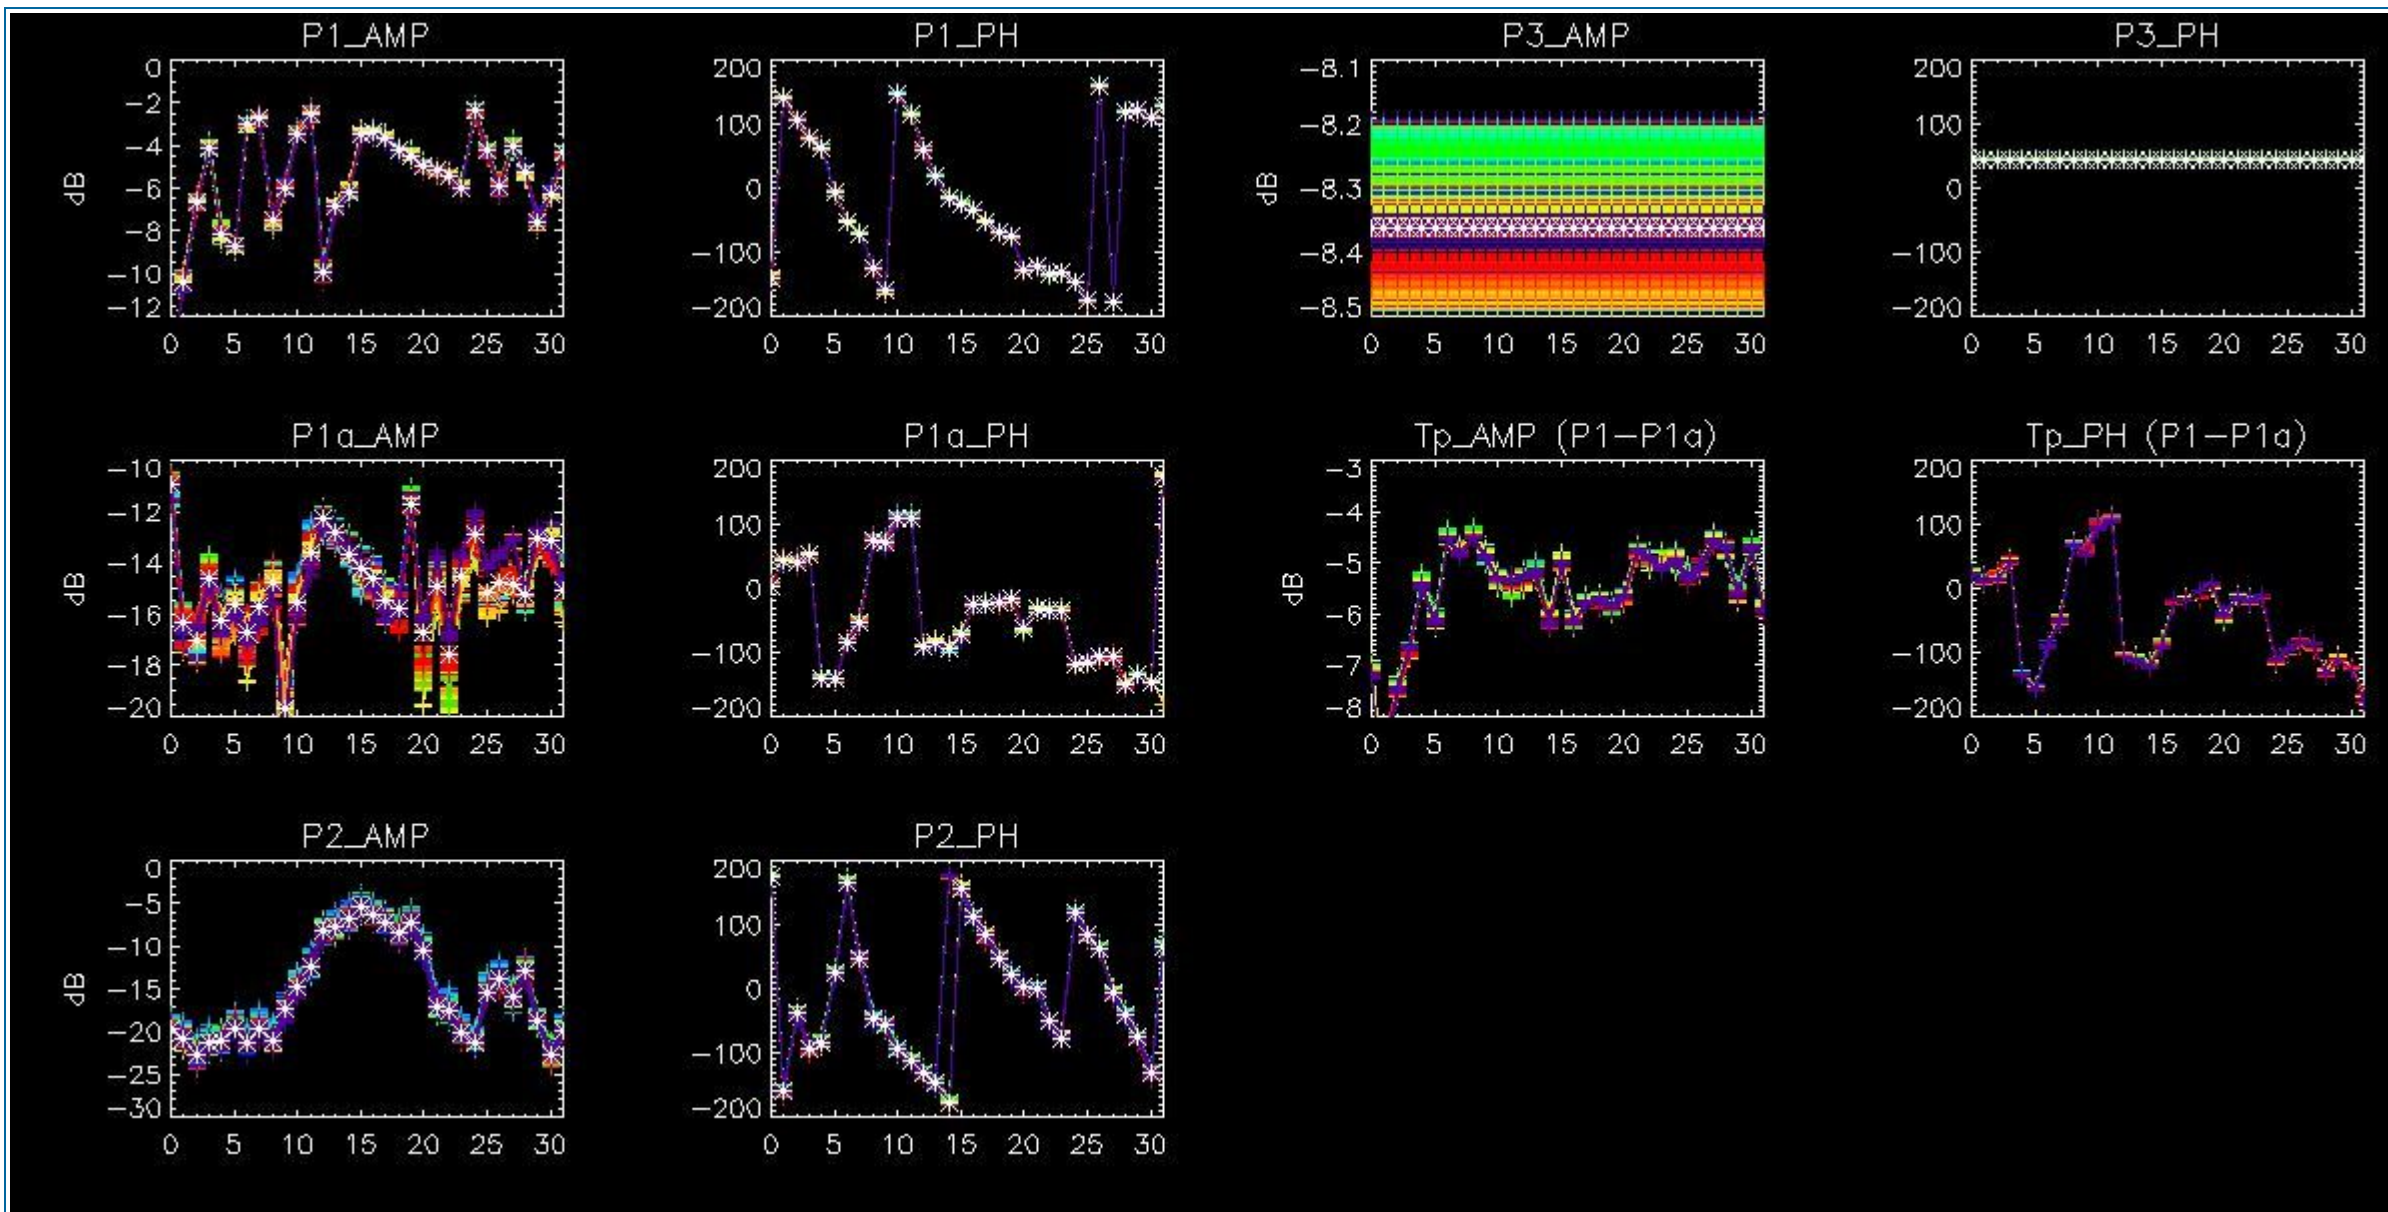 P1_AMP
0
−2
−4
−6
−8
−10
−12
dB
0 5 10 15 20 25 30
P1_PH
200
100
0
−100
−200
0 5 10 15 20 25 30
P3_AMP
−8.1
−8.2
−8.3
−8.4
−8.5
dB
0 5 10 15 20 25 30
P3_PH
200
100
0
−100
−200
0 5 10 15 20 25 30
P1a_AMP
−10
−12
−14
−16
−18
−20
dB
0 5 10 15 20 25 30
P1a_PH
200
100
0
−100
−200
0 5 10 15 20 25 30
Tp_AMP (P1−P1a)
−3
−4
−5
−6
−7
−8
dB
0 5 10 15 20 25 30
Tp_PH (P1−P1a)
200
100
0
−100
−200
0 5 10 15 20 25 30
P2_AMP
0
−5
−10
−15
−20
−25
−30
dB
0 5 10 15 20 25 30
P2_PH
200
100
0
−100
−200
0 5 10 15 20 25 30